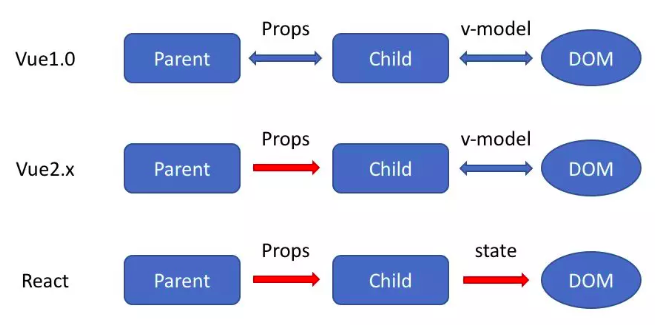 Props v-model
Vue1.0 Parent Child DOM
Props v-model
Vue2.x Parent Child DOM
Props state
React Parent Child DOM